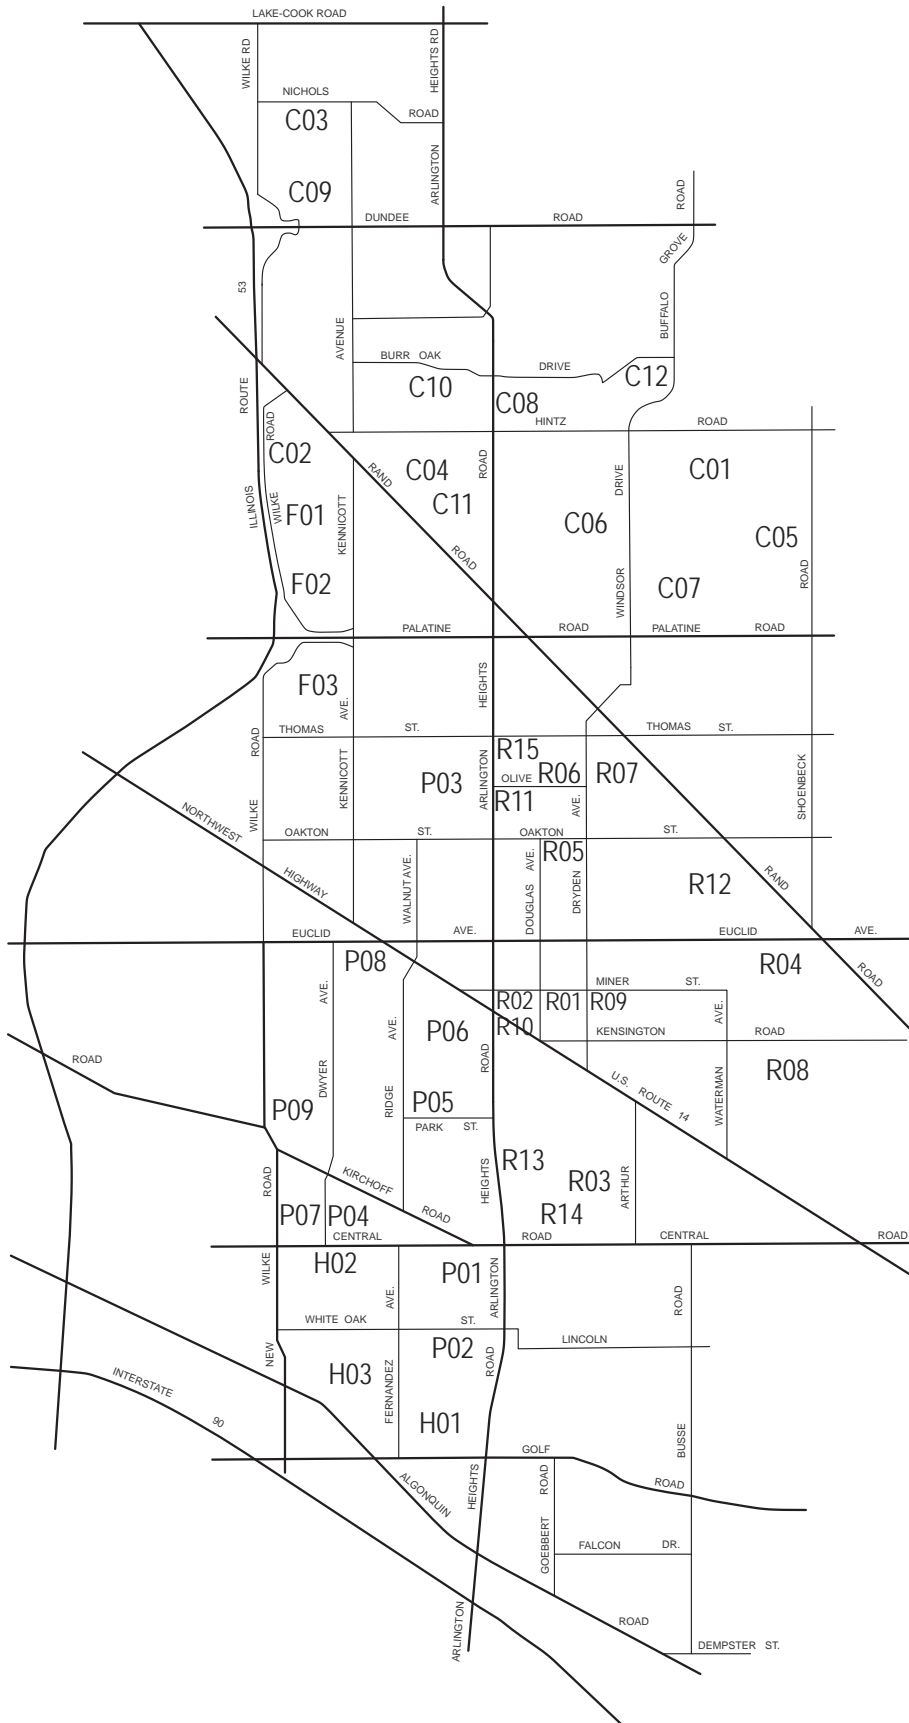 LAKE-COOK ROAD
WILKE RD
HEIGHTS RD
NICHOLS
ROAD
C03
ARLINGTON
C09
ROAD
DUNDEE
ROAD
GROVE
53
BUFFALO
AVENUE
BURR OAK
DRIVE
C10
C12
ROUTE
C08
ROAD
HINTZ
ROAD
C02
RAND
C04
ROAD
C01
DRIVE
ILLINOIS
WILKE
F01
KENNICOTT
C11
C06
C05
ROAD
F02
WINDSOR
C07
ROAD
PALATINE
ROAD
PALATINE
ROAD
F03
AVE.
HEIGHTS
THOMAS
ST.
THOMAS
ST.
ROAD
R15
KENNICOTT
P03
ARLINGTON
OLIVE
R06
R07
SHOENBECK
WILKE
R11
AVE.
NORTHWEST
OAKTON
ST.
OAKTON
ST.
HIGHWAY
WALNUT AVE.
AVE.
R05
DOUGLAS
DRYDEN
R12
RAND
EUCLID
AVE.
EUCLID
AVE.
P08
R04
ROAD
AVE.
MINER
ST.
R02
R01
R09
AVE.
AVE.
P06
R10
KENSINGTON
ROAD
ROAD
ROAD
DWYER
R08
U.S. ROUTE 14
P09
RIDGE
P05
WATERMAN
PARK ST.
R13
ROAD
KIRCHOFF
HEIGHTS
R03
ARTHUR
P07
P04
ROAD
R14
CENTRAL
ROAD
CENTRAL
ROAD
WILKE
H02
P01
ARLINGTON
AVE.
ROAD
WHITE OAK
ST.
LINCOLN
NEW
P02
ROAD
INTERSTATE
H03
FERNANDEZ
90
H01
BUSSE
GOLF
ROAD
ALGONQUIN
HEIGHTS
ROAD
GOEBBERT
FALCON
DR.
ROAD
ARLINGTON
DEMPSTER ST.